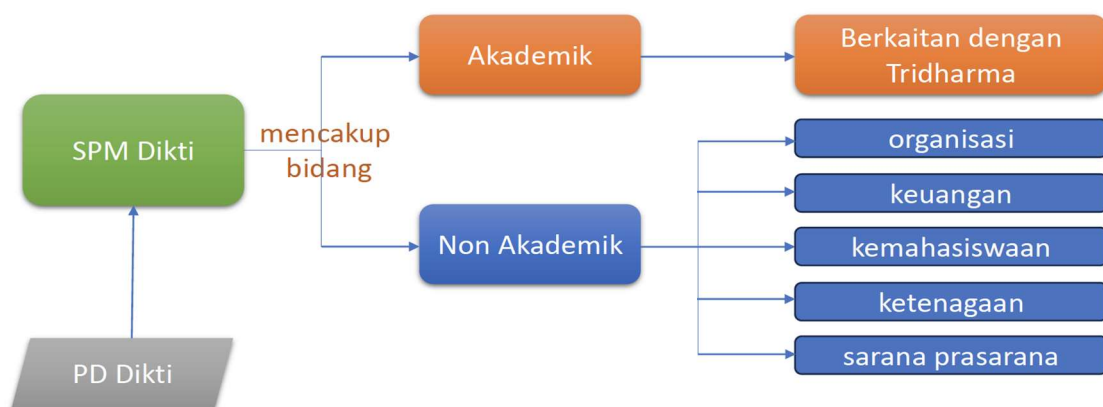 SPM Dikti
mencakup
bidang
Akademik
Berkaitan dengan
Tridharma
Non Akademik
organisasi
keuangan
kemahasiswaan
ketenagaan
sarana prasarana
PD Dikti